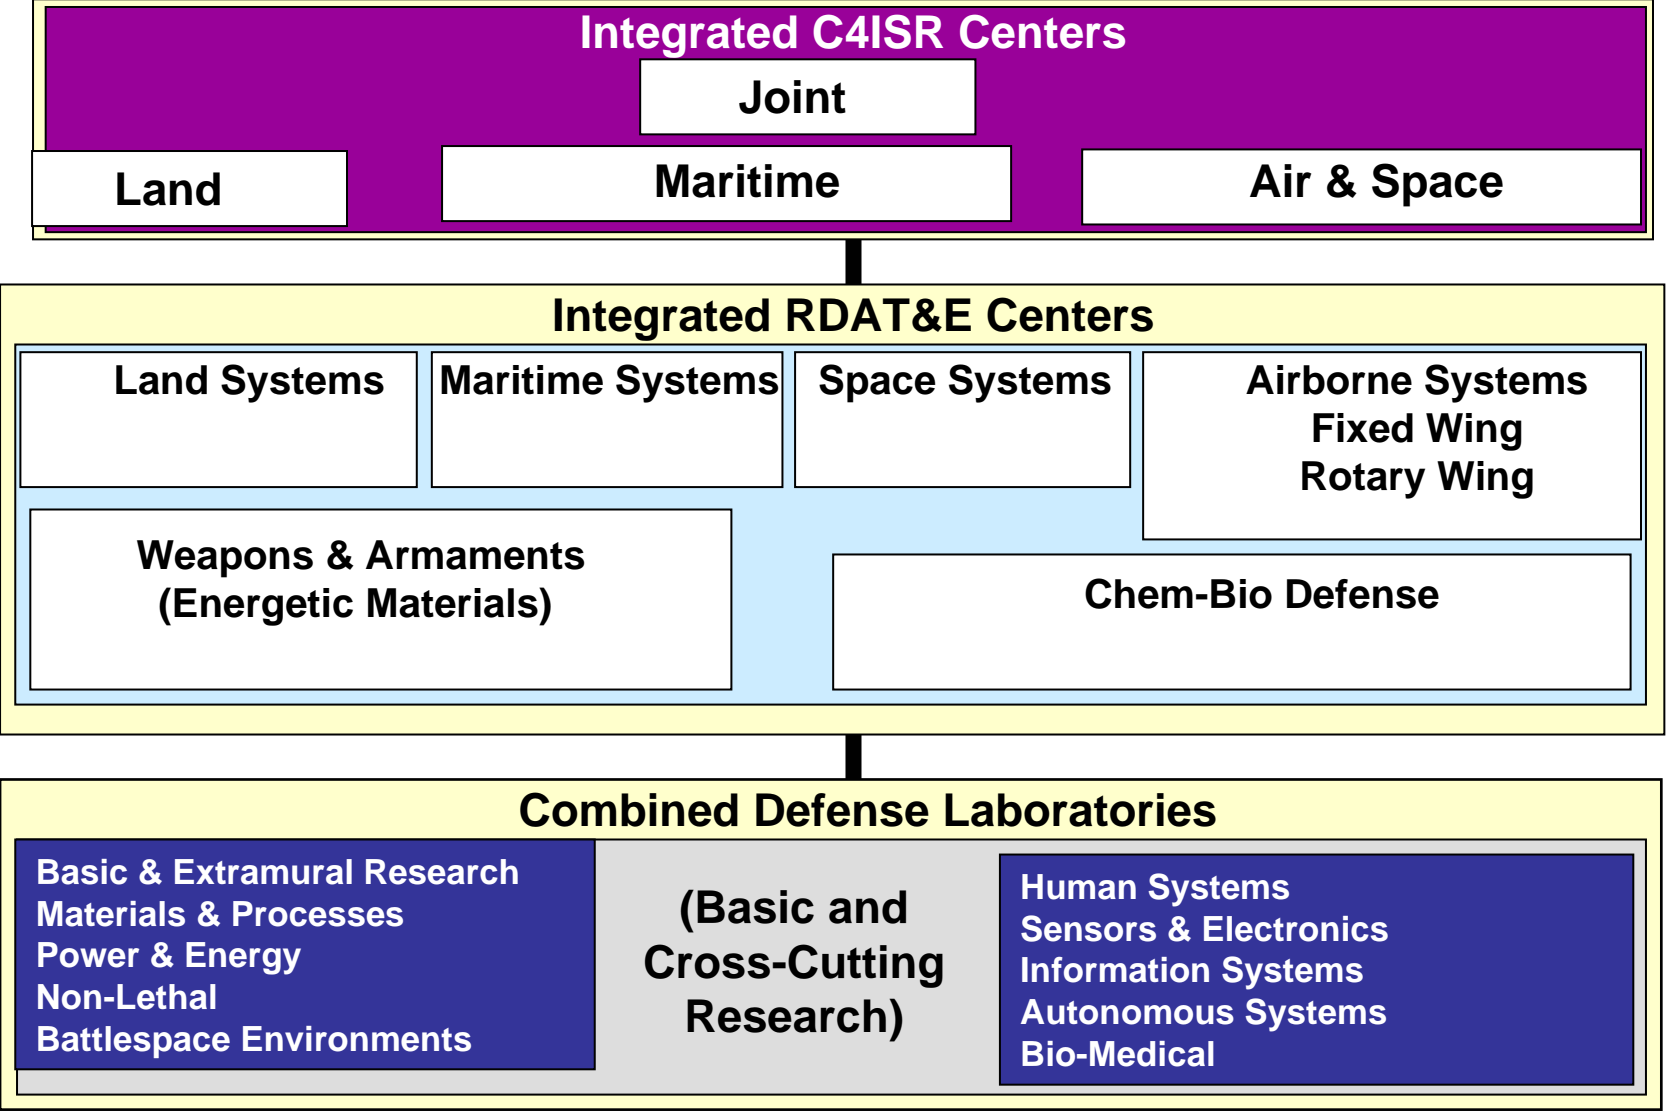 Integrated C4ISR Centers
Joint
Land
Maritime
Air & Space
Integrated RDAT&E Centers
Land Systems
Maritime Systems
Space Systems
Airborne Systems
Fixed Wing
Rotary Wing
Weapons & Armaments
(Energetic Materials)
Chem-Bio Defense
Combined Defense Laboratories
Basic & Extramural Research
Materials & Processes
Power & Energy
Non-Lethal
Battlespace Environments
(Basic and
Cross-Cutting
Research)
Human Systems
Sensors & Electronics
Information Systems
Autonomous Systems
Bio-Medical